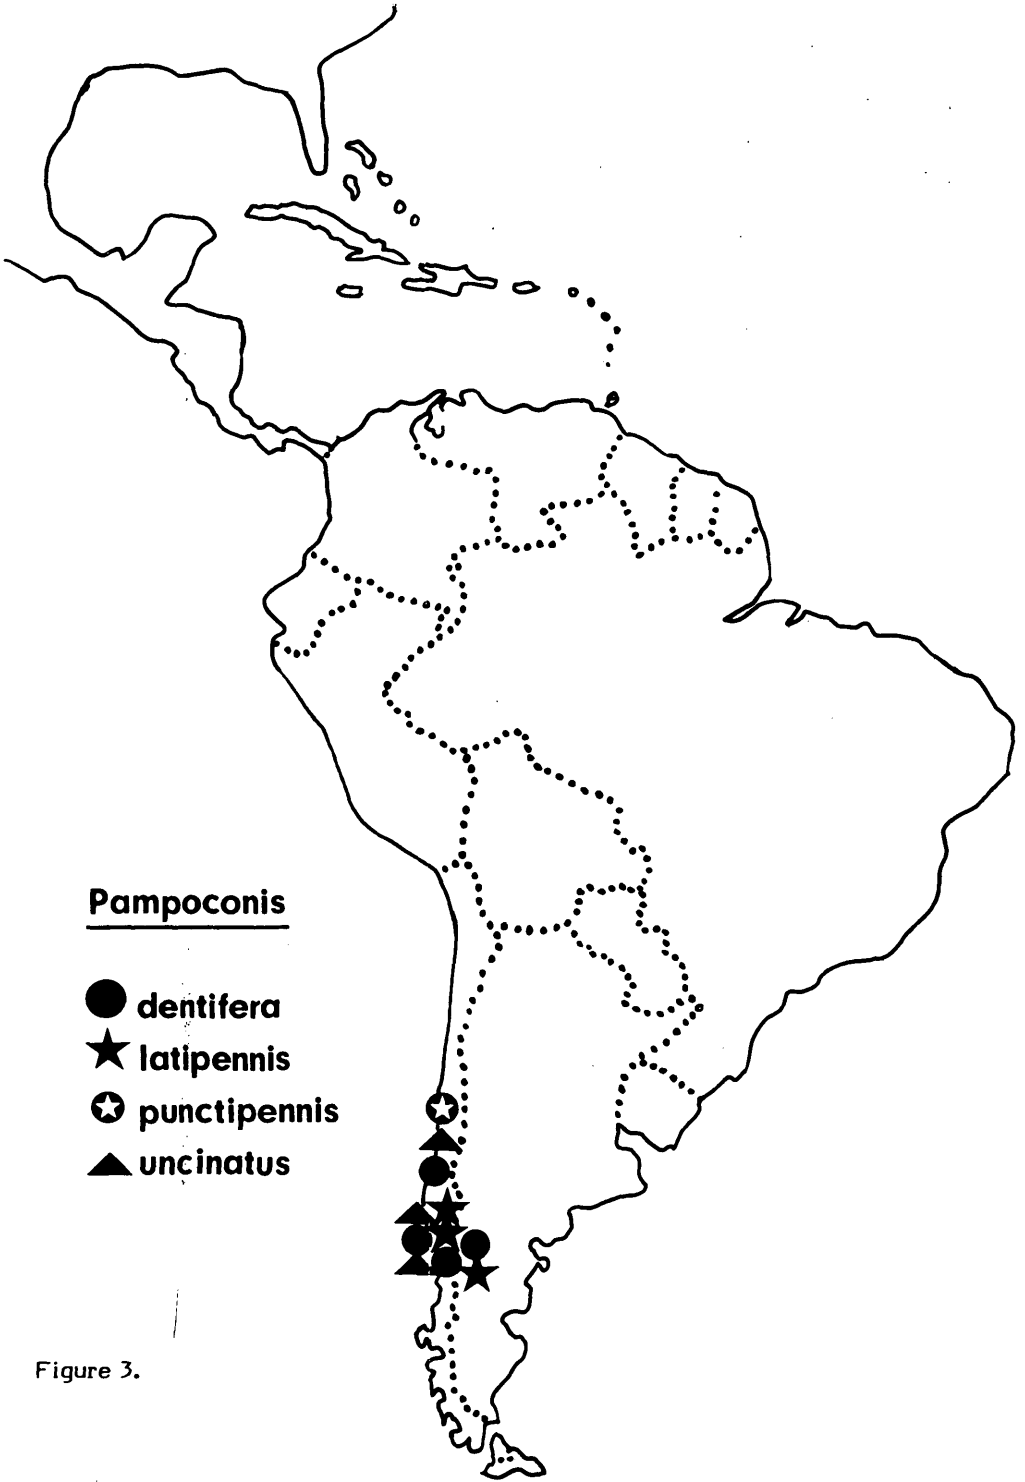 Pampoconis
dentifera
latipennis
punctipennis
uncinatus
Figure 3.